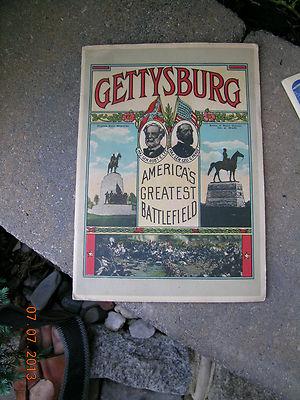 GETTYSBURG
AMERICA'S
GREATEST
BATTLEFIELD
07.07.2013